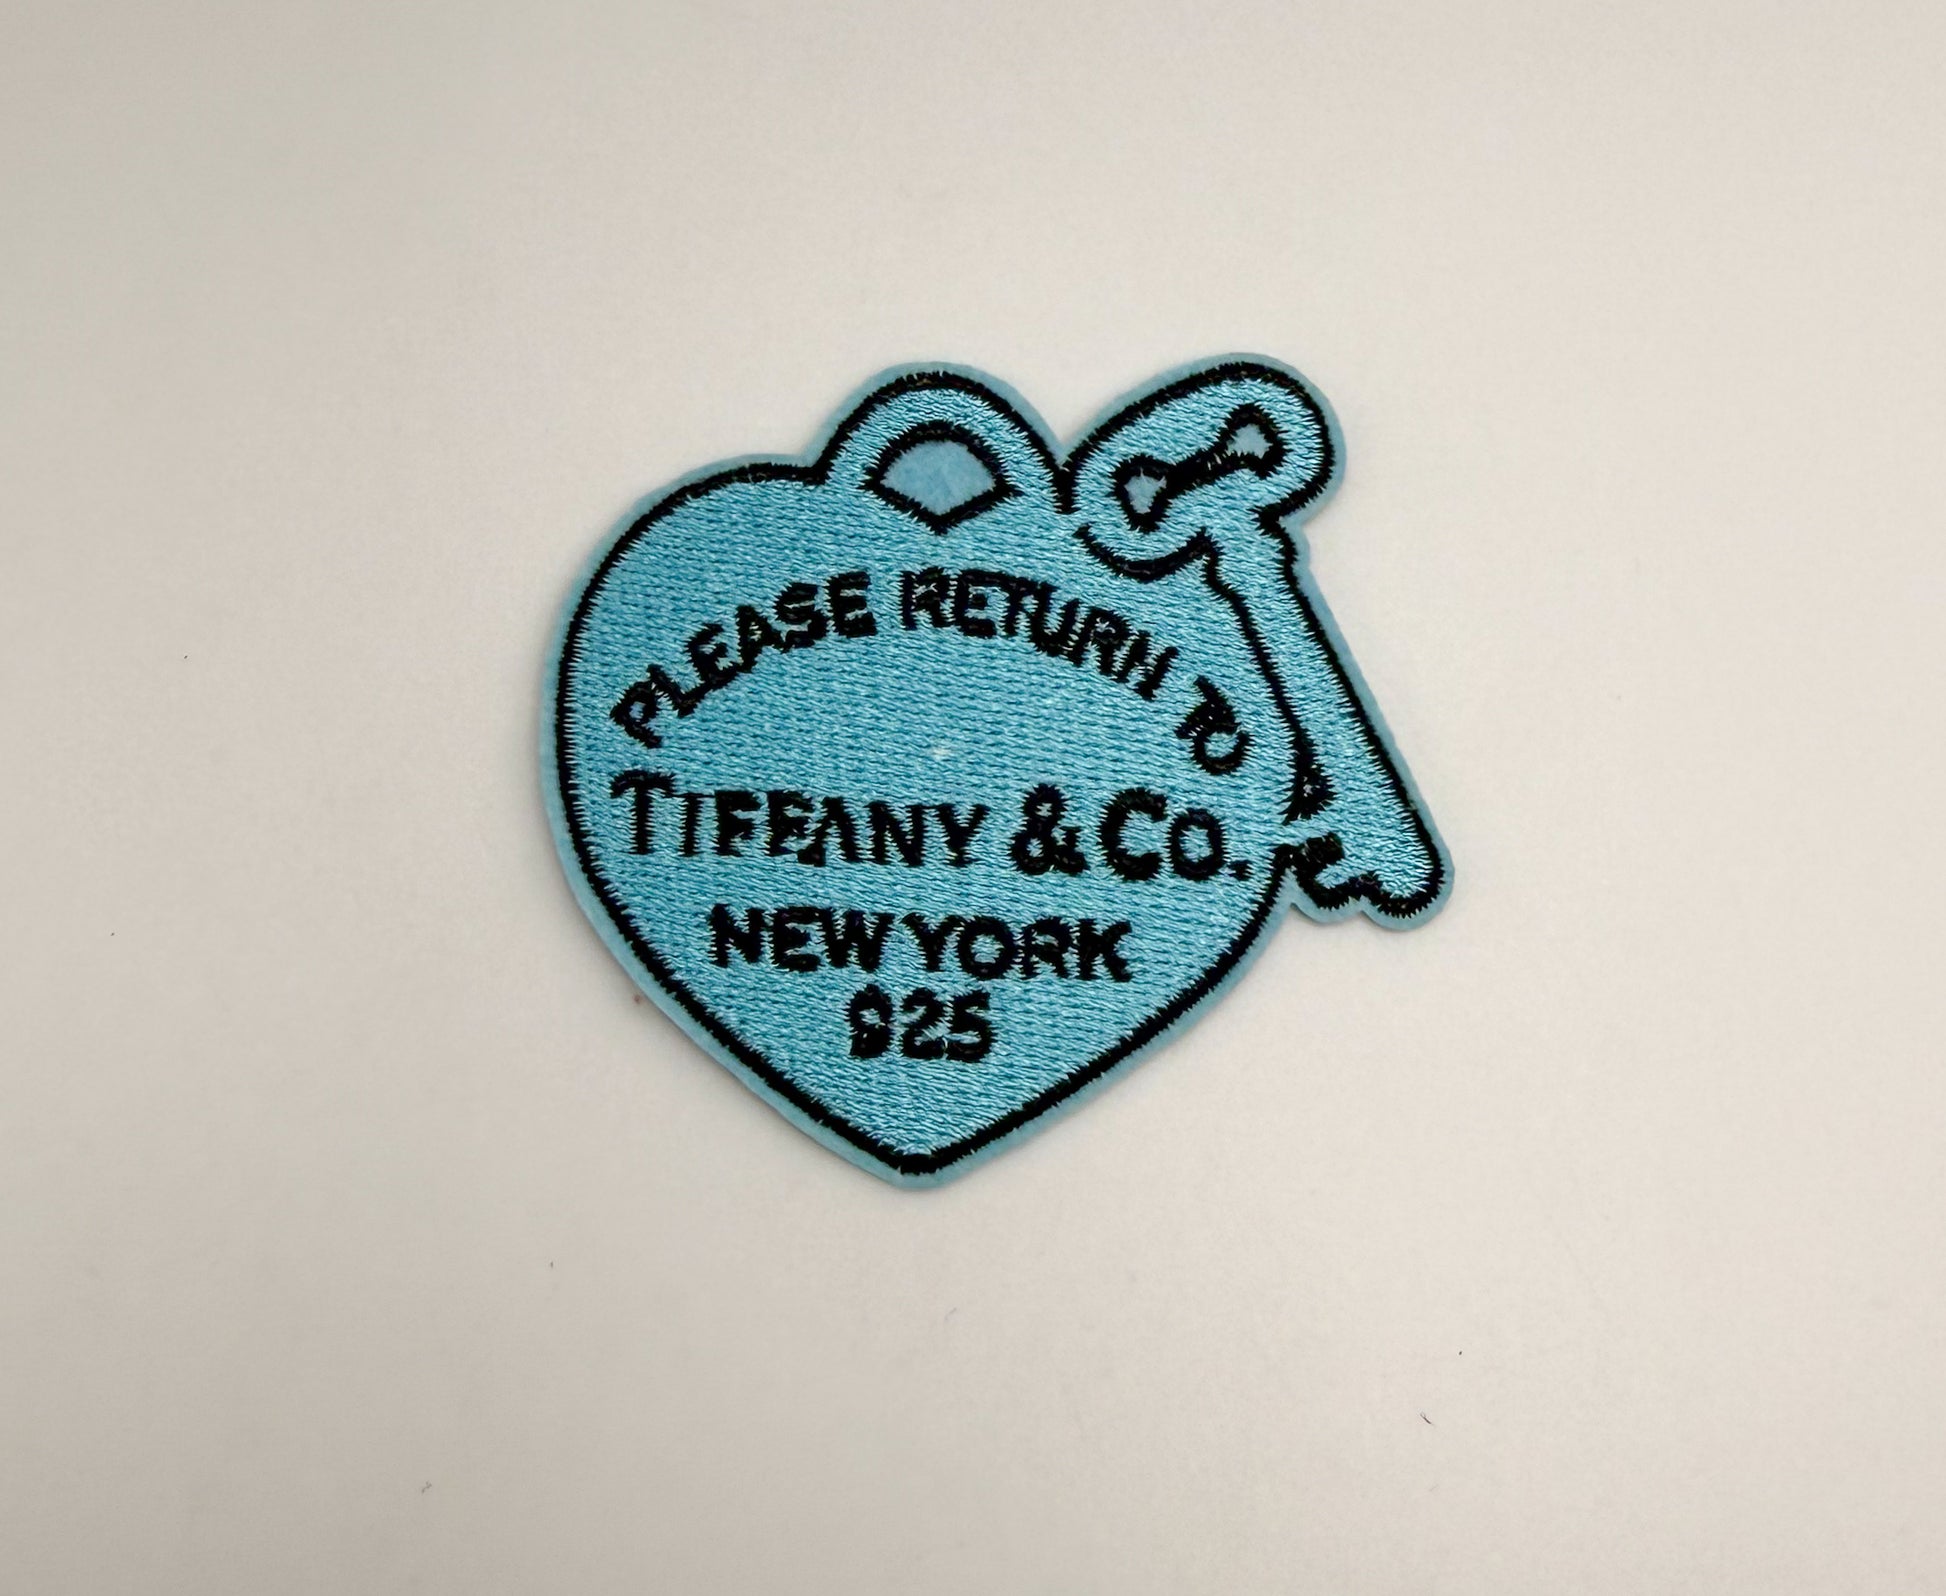 PLEASE RETURN TO
TIFFANY & CO.
NEW YORK
925